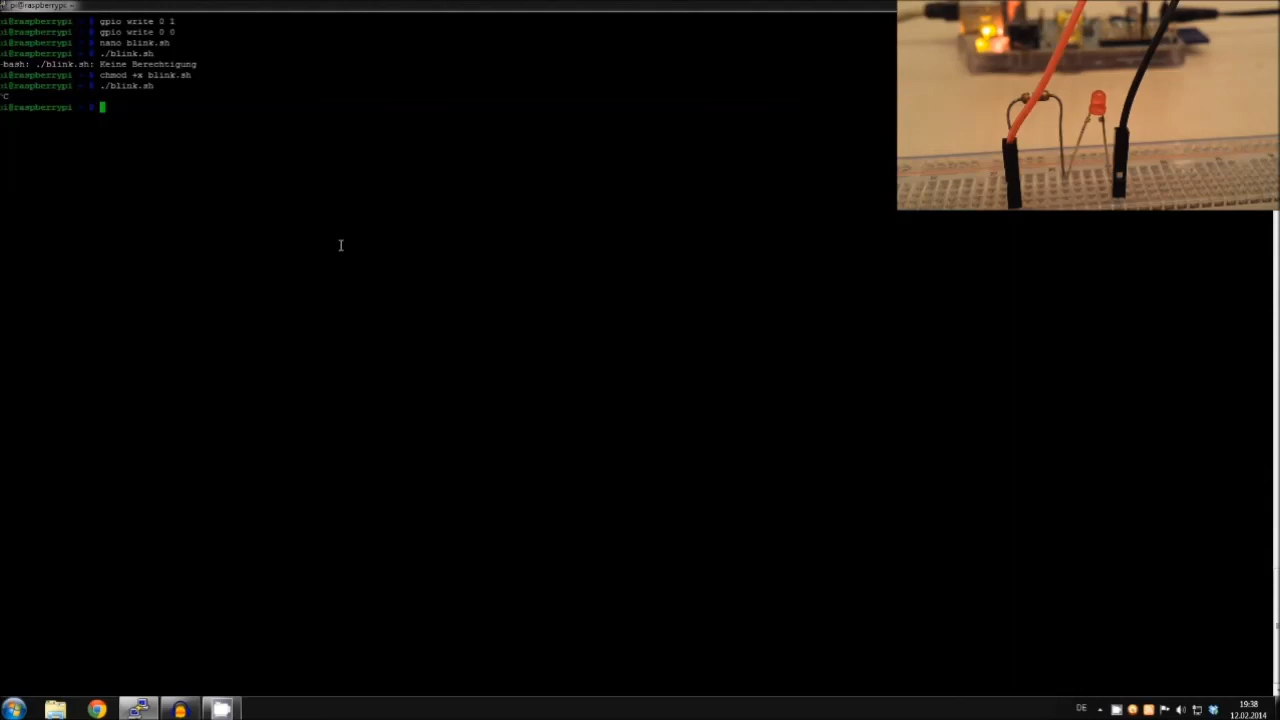 pi@raspberrypi: ~
pi@raspberrypi ~ $ gpio write 0 1
pi@raspberrypi ~ $ gpio write 0 0
pi@raspberrypi ~ $ nano blink.sh
pi@raspberrypi ~ $ ./blink.sh
-bash: ./blink.sh: Keine Berechtigung
pi@raspberrypi ~ $ chmod +x blink.sh
pi@raspberrypi ~ $ ./blink.sh
^C
pi@raspberrypi ~ $
DE
19:38
12.02.2014